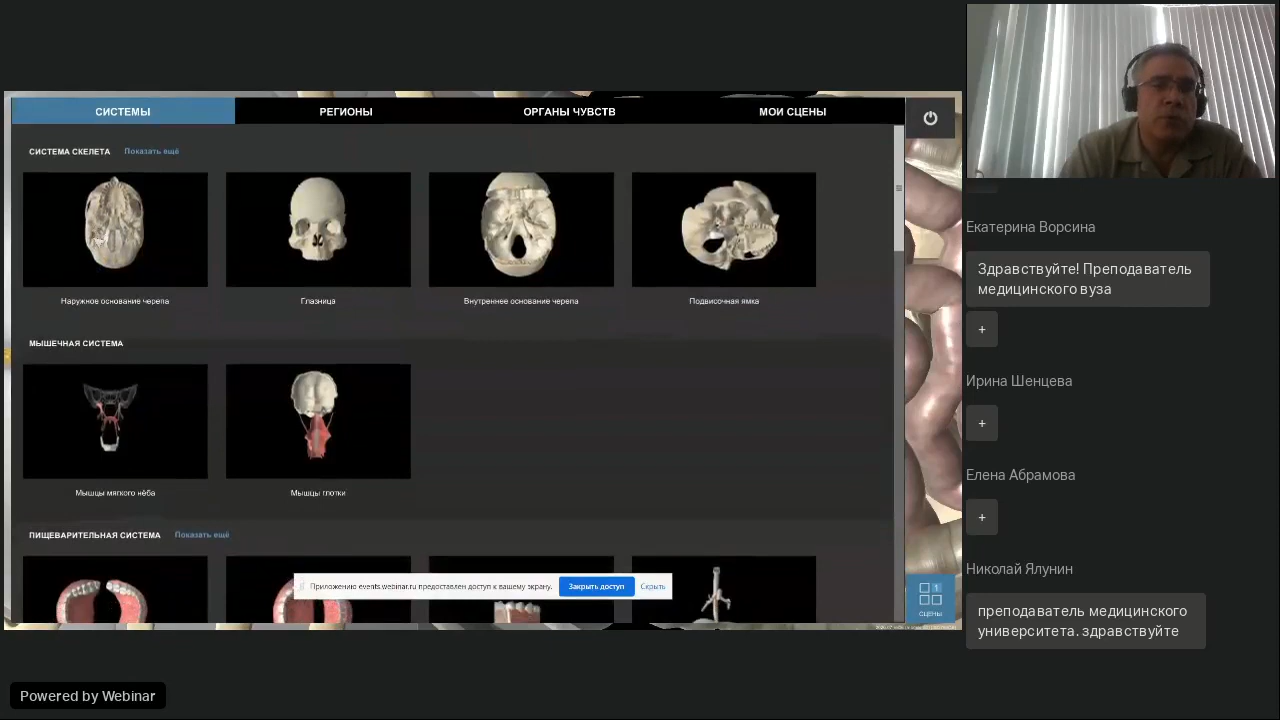 СИСТЕМЫ
РЕГИОНЫ
ОРГАНЫ ЧУВСТВ
МОИ СЦЕНЫ
СИСТЕМА СКЕЛЕТА Показать ещё
Наружное основание черепа
Глазница
Внутреннее основание черепа
Подвисочная ямка
МЫШЕЧНАЯ СИСТЕМА
Мышцы мягкого нёба
Мышцы глотки
ПИЩЕВАРИТЕЛЬНАЯ СИСТЕМА Показать ещё
Приложению events.webinar.ru предоставлен доступ к вашему экрану. Закрыть доступ Скрыть
1
СЦЕНЫ
Екатерина Ворсина
Здравствуйте! Преподаватель
медицинского вуза
+
Ирина Шенцева
+
Елена Абрамова
+
Николай Ялунин
преподаватель медицинского
университета. здравствуйте
Powered by Webinar